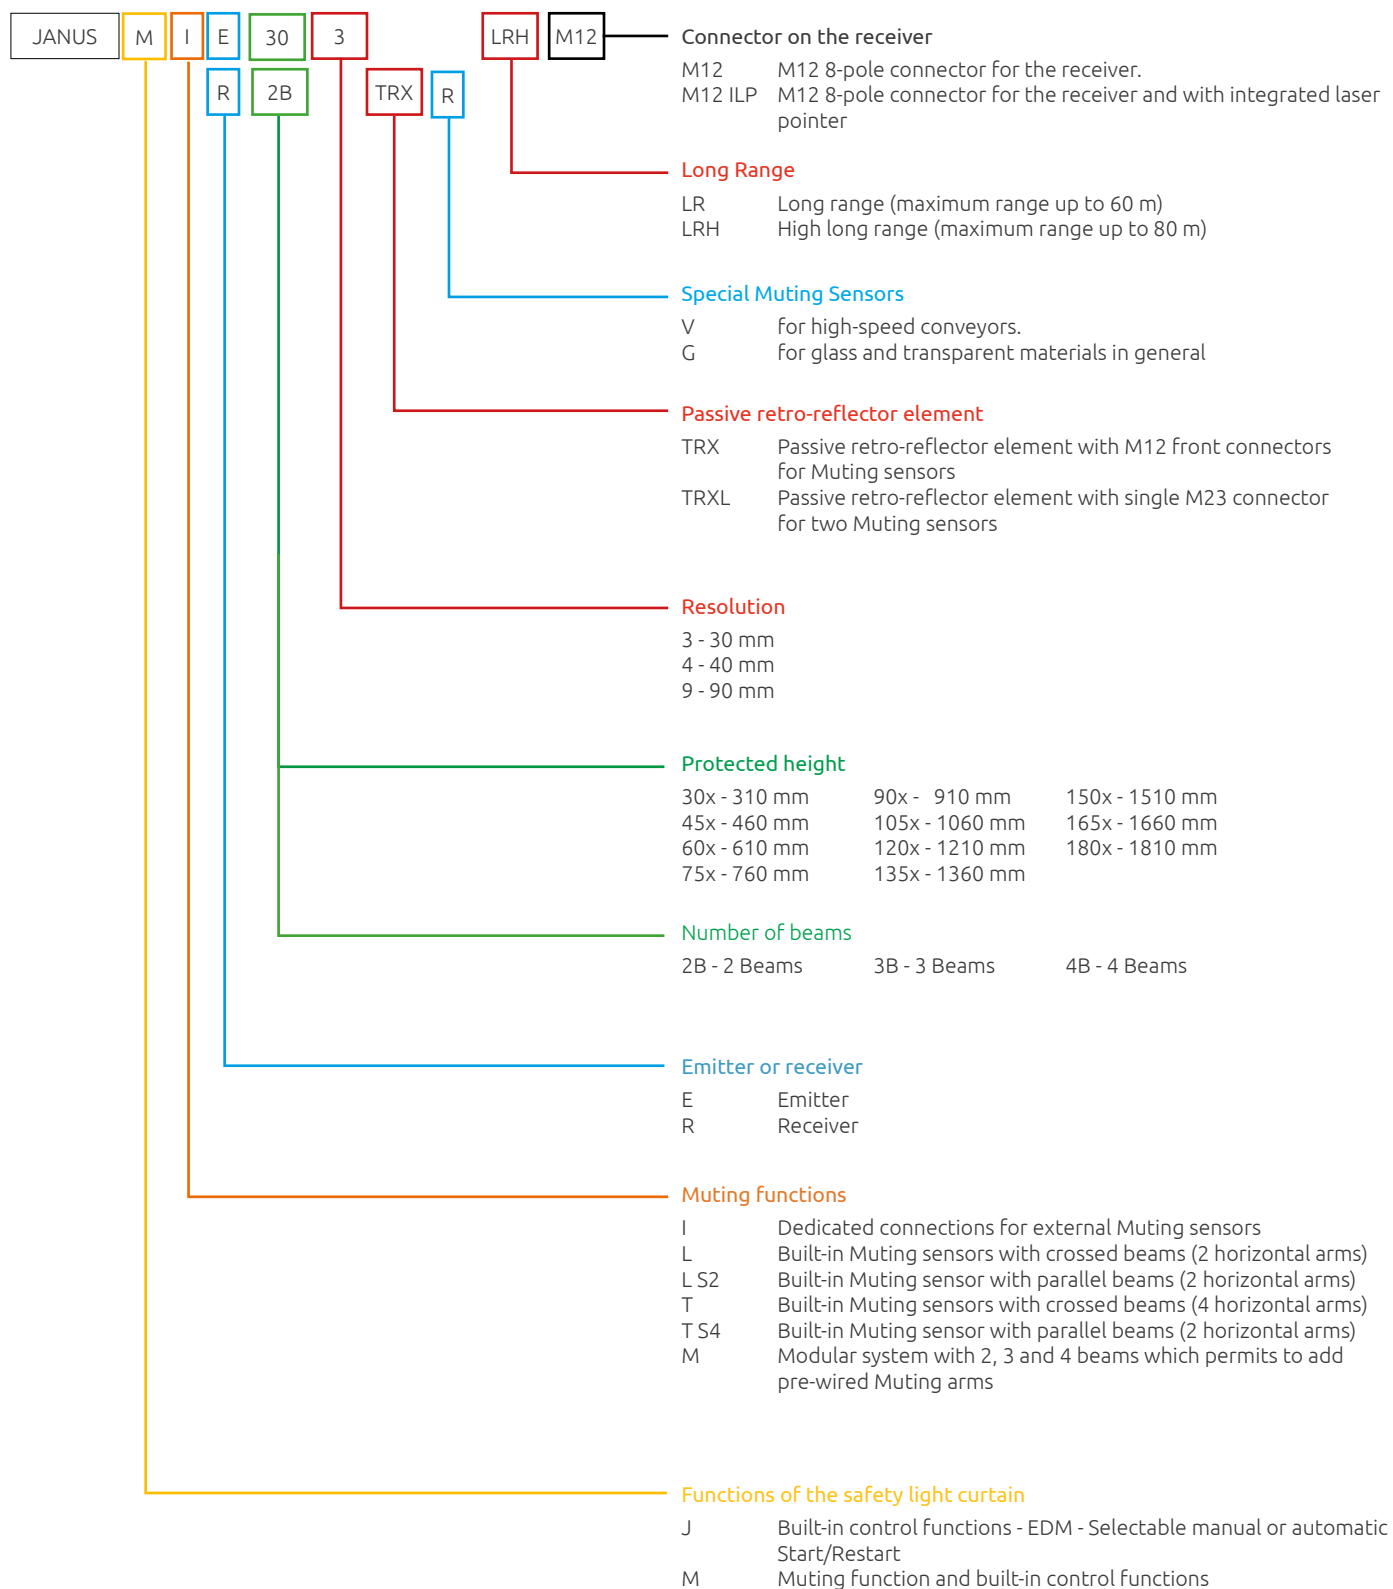 JANUS M I E 30 3 LRH M12
R 2B TRX R
Connector on the receiver
M12 M12 8-pole connector for the receiver.
M12 ILP M12 8-pole connector for the receiver and with integrated laser
pointer
Long Range
LR Long range (maximum range up to 60 m)
LRH High long range (maximum range up to 80 m)
Special Muting Sensors
V for high-speed conveyors.
G for glass and transparent materials in general
Passive retro-reflector element
TRX Passive retro-reflector element with M12 front connectors
for Muting sensors
TRXL Passive retro-reflector element with single M23 connector
for two Muting sensors
Resolution
3 - 30 mm
4 - 40 mm
9 - 90 mm
Protected height
30x - 310 mm 90x - 910 mm 150x - 1510 mm
45x - 460 mm 105x - 1060 mm 165x - 1660 mm
60x - 610 mm 120x - 1210 mm 180x - 1810 mm
75x - 760 mm 135x - 1360 mm
Number of beams
2B - 2 Beams 3B - 3 Beams 4B - 4 Beams
Emitter or receiver
E Emitter
R Receiver
Muting functions
I Dedicated connections for external Muting sensors
L Built-in Muting sensors with crossed beams (2 horizontal arms)
L S2 Built-in Muting sensor with parallel beams (2 horizontal arms)
T Built-in Muting sensors with crossed beams (4 horizontal arms)
T S4 Built-in Muting sensor with parallel beams (2 horizontal arms)
M Modular system with 2, 3 and 4 beams which permits to add
pre-wired Muting arms
Functions of the safety light curtain
J Built-in control functions - EDM - Selectable manual or automatic
Start/Restart
M Muting function and built-in control functions